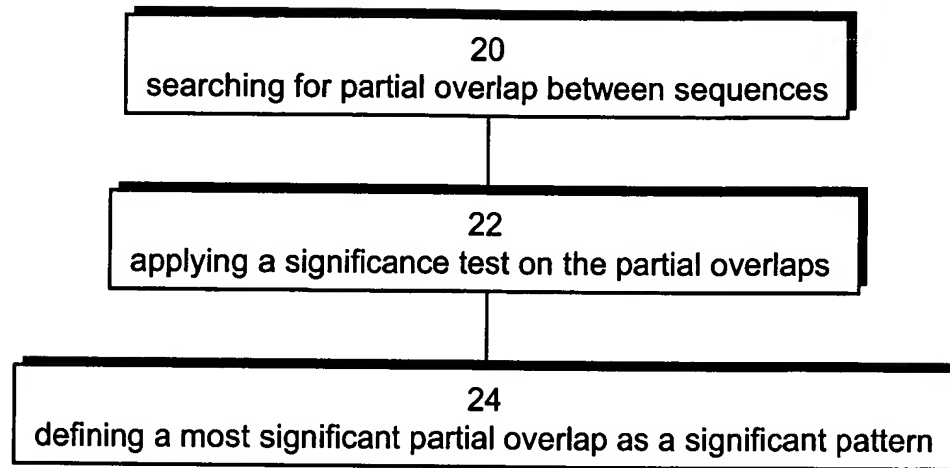 20
searching for partial overlap between sequences
22
applying a significance test on the partial overlaps
24
defining a most significant partial overlap as a significant pattern